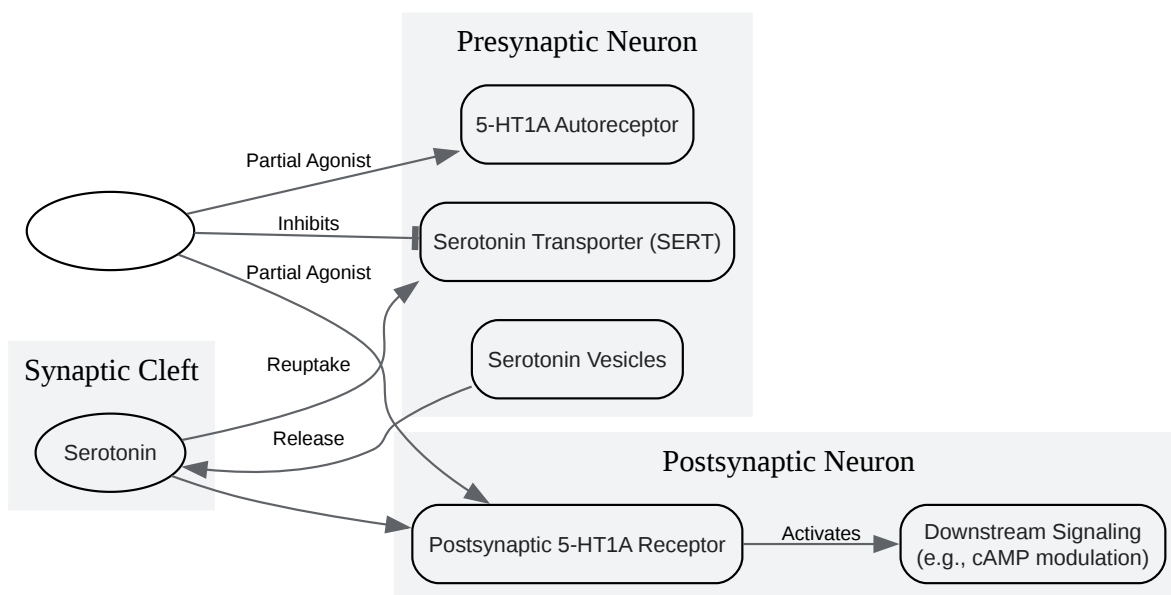 Presynaptic Neuron
5-HT1A Autoreceptor
Partial Agonist
Inhibits
Serotonin Transporter (SERT)
Partial Agonist
Serotonin Vesicles
Reuptake
Synaptic Cleft
Release
Serotonin
Postsynaptic Neuron
Postsynaptic 5-HT1A Receptor
Activates
Downstream Signaling
(e.g., cAMP modulation)